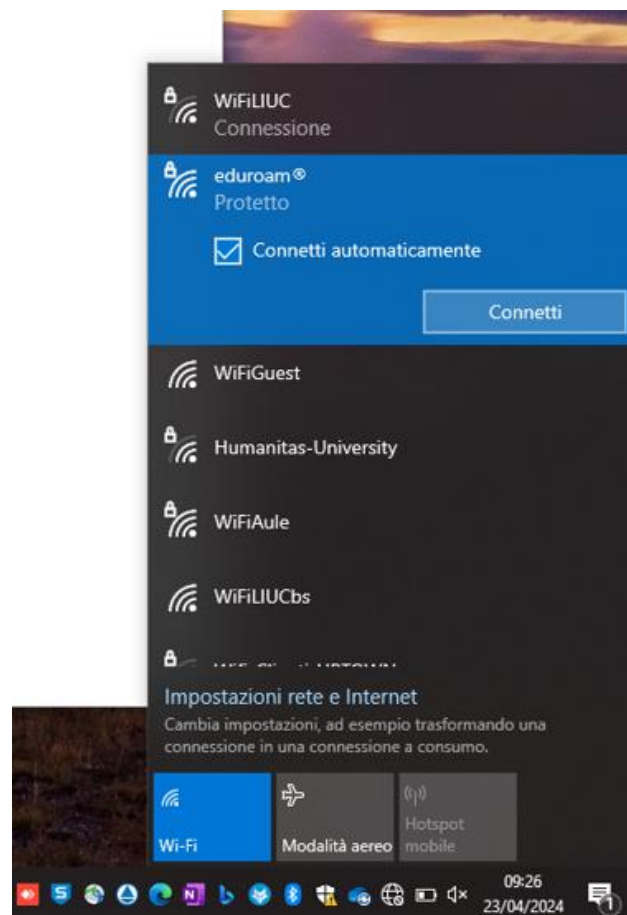 WiFiLIUC
Connessione
eduroam®
Protetto
Connetti automaticamente
Connetti
WiFiGuest
Humanitas-University
WiFiAule
WiFiLIUCbs
Impostazioni rete e Internet
Cambia impostazioni, ad esempio trasformando una
connessione in una connessione a consumo.
Wi-Fi
Modalità aereo
Hotspot
mobile
09:26
23/04/2024
1